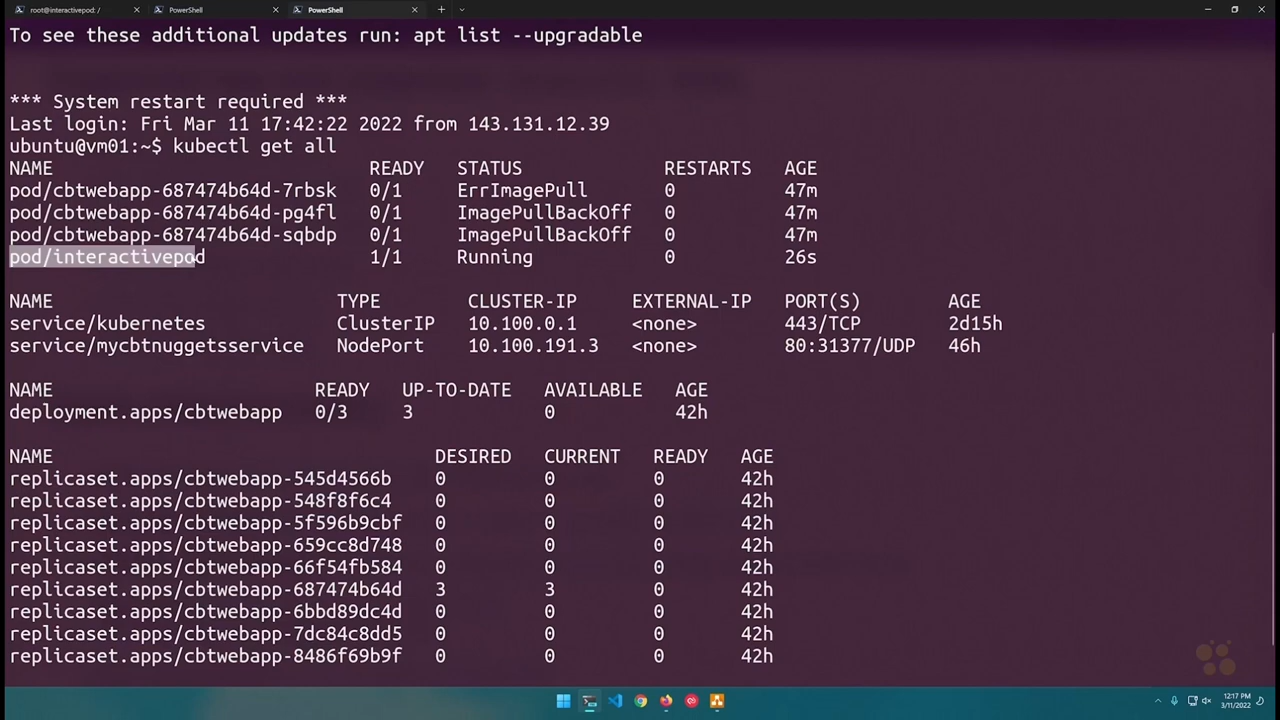 root@interactivepod: / PowerShell PowerShell
To see these additional updates run: apt list --upgradable
*** System restart required ***
Last login: Fri Mar 11 17:42:22 2022 from 143.131.12.39
ubuntu@vm01:~$ kubectl get all
NAME READY STATUS RESTARTS AGE
pod/cbtwebapp-687474b64d-7rbsk 0/1 ErrImagePull 0 47m
pod/cbtwebapp-687474b64d-pg4fl 0/1 ImagePullBackOff 0 47m
pod/cbtwebapp-687474b64d-sqbdp 0/1 ImagePullBackOff 0 47m
pod/interactivepod 1/1 Running 0 26s
NAME TYPE CLUSTER-IP EXTERNAL-IP PORT(S) AGE
service/kubernetes ClusterIP 10.100.0.1 <none> 443/TCP 2d15h
service/mycbtnuggetsservice NodePort 10.100.191.3 <none> 80:31377/UDP 46h
NAME READY UP-TO-DATE AVAILABLE AGE
deployment.apps/cbtwebapp 0/3 3 0 42h
NAME DESIRED CURRENT READY AGE
replicaset.apps/cbtwebapp-545d4566b 0 0 0 42h
replicaset.apps/cbtwebapp-548f8f6c4 0 0 0 42h
replicaset.apps/cbtwebapp-5f596b9cbf 0 0 0 42h
replicaset.apps/cbtwebapp-659cc8d748 0 0 0 42h
replicaset.apps/cbtwebapp-66f54fb584 0 0 0 42h
replicaset.apps/cbtwebapp-687474b64d 3 3 0 42h
replicaset.apps/cbtwebapp-6bbd89dc4d 0 0 0 42h
replicaset.apps/cbtwebapp-7dc84c8dd5 0 0 0 42h
replicaset.apps/cbtwebapp-8486f69b9f 0 0 0 42h
12:17 PM
3/11/2022